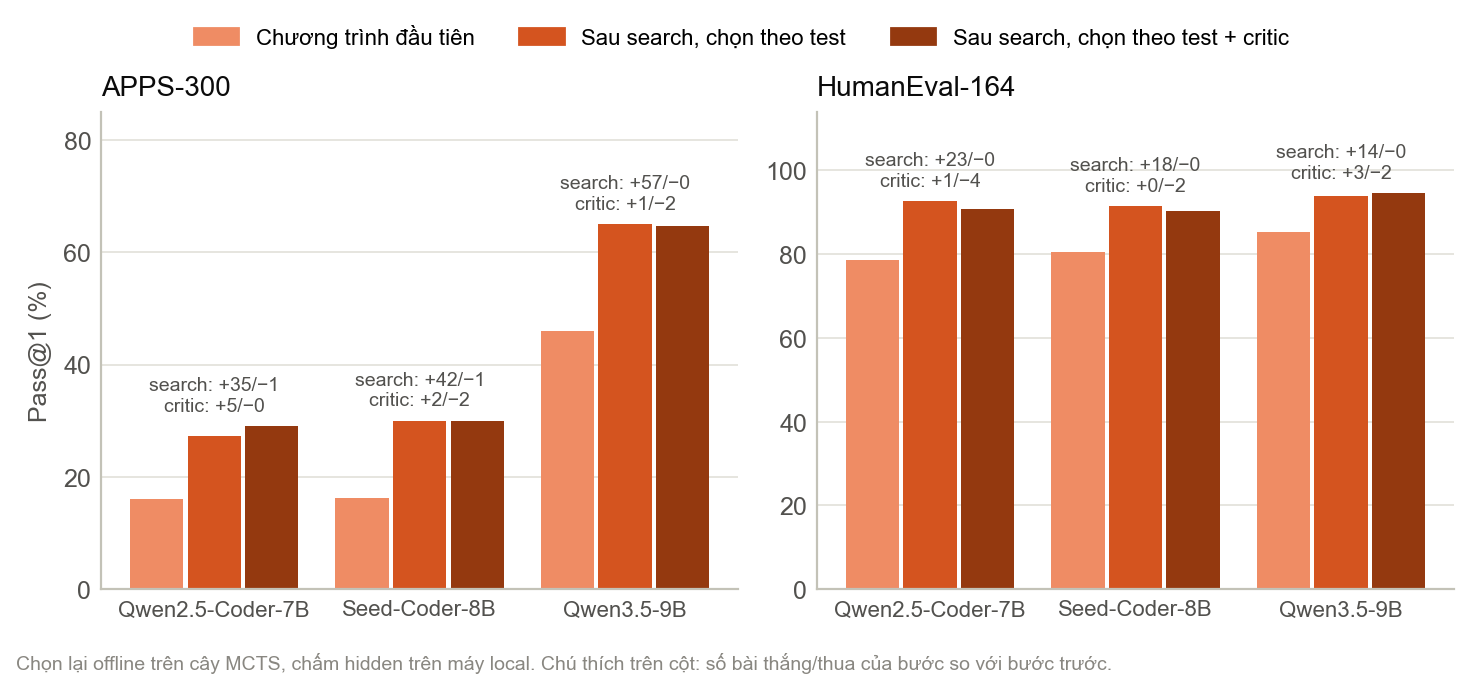 Chương trình đầu tiên
Sau search, chọn theo test
Sau search, chọn theo test + critic
APPS-300
Pass@1 (%)
80
60
40
20
0
search: +35/−1
critic: +5/−0
search: +42/−1
critic: +2/−2
search: +57/−0
critic: +1/−2
Qwen2.5-Coder-7B
Seed-Coder-8B
Qwen3.5-9B
HumanEval-164
100
80
60
40
20
0
search: +23/−0
critic: +1/−4
search: +18/−0
critic: +0/−2
search: +14/−0
critic: +3/−2
Qwen2.5-Coder-7B
Seed-Coder-8B
Qwen3.5-9B
Chọn lại offline trên cây MCTS, chấm hidden trên máy local. Chú thích trên cột: số bài thắng/thua của bước so với bước trước.